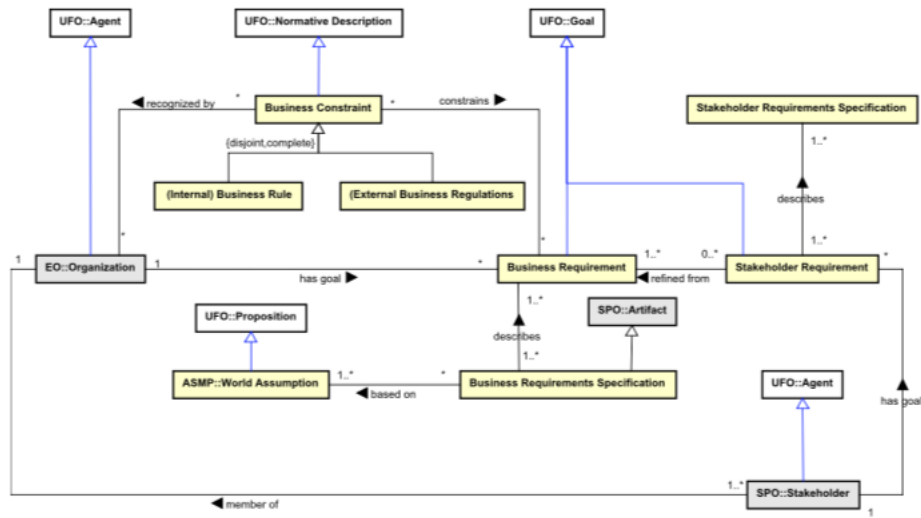 UFO::Agent
UFO::Normative Description
UFO::Goal
recognized by
*
Business Constraint
*
constrains
Stakeholder Requirements Specification
{disjoint,complete}
1..*
(Internal) Business Rule
(External Business Regulations
describes
*
*
1..*
1
EO::Organization
1
has goal
*
Business Requirement
1..*
0..*
Stakeholder Requirement
*
refined from
UFO::Proposition
1..*
SPO::Artifact
describes
1..*
ASMP::World Assumption
1..*
*
Business Requirements Specification
UFO::Agent
based on
has goal
1..*
SPO::Stakeholder
member of
1